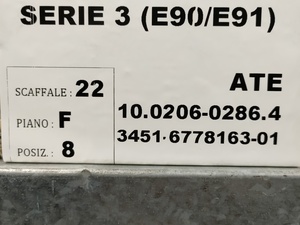 SERIE 3 (E90/E91)
SCAFFALE : 22
PIANO : F
POSIZ. : 8
ATE
10.0206-0286.4
3451·6778163-01